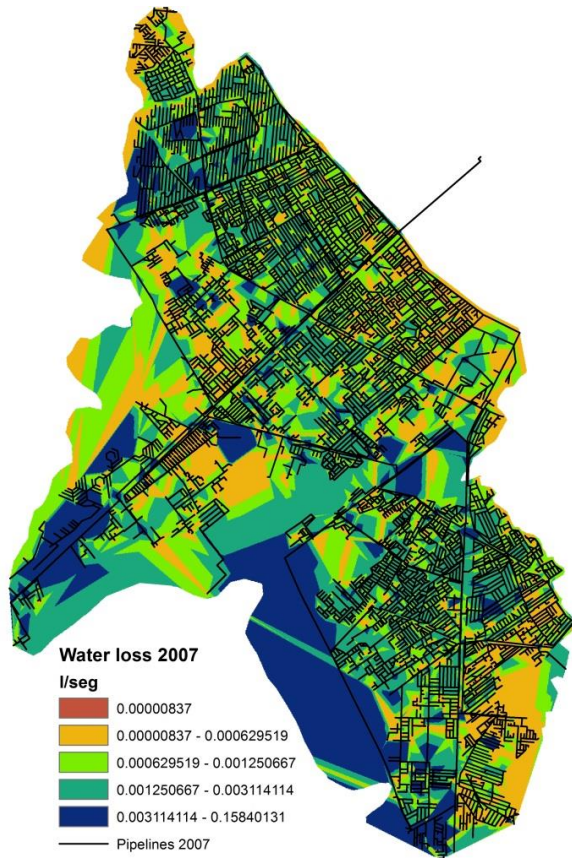 Water loss 2007
l/seg
0.00000837
0.00000837 - 0.000629519
0.000629519 - 0.001250667
0.001250667 - 0.003114114
0.003114114 - 0.15840131
Pipelines 2007